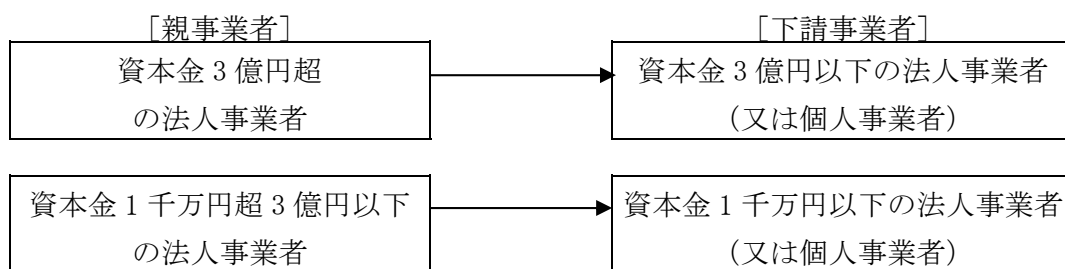 ［親事業者］
［下請事業者］
資本金 3 億円超
の法人事業者
資本金 3 億円以下の法人事業者
（又は個人事業者）
資本金 1 千万円超 3 億円以下
の法人事業者
資本金 1 千万円以下の法人事業者
（又は個人事業者）